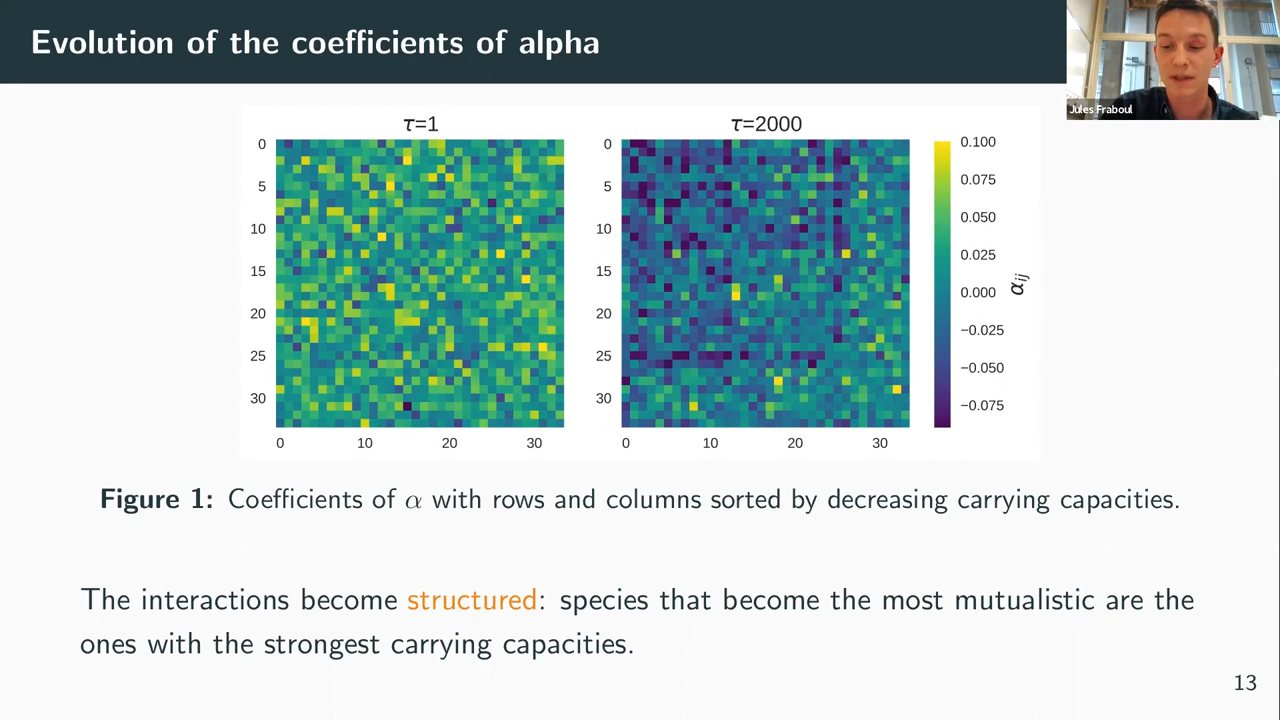 Evolution of the coefficients of alpha
Jules Fraboul
τ=1
τ=2000
0
5
10
15
20
25
30
0 10 20 30
0
5
10
15
20
25
30
0 10 20 30
0.100
0.075
0.050
0.025
0.000
−0.025
−0.050
−0.075
αij
Figure 1: Coefficients of α with rows and columns sorted by decreasing carrying capacities.
The interactions become structured: species that become the most mutualistic are the
ones with the strongest carrying capacities.
13